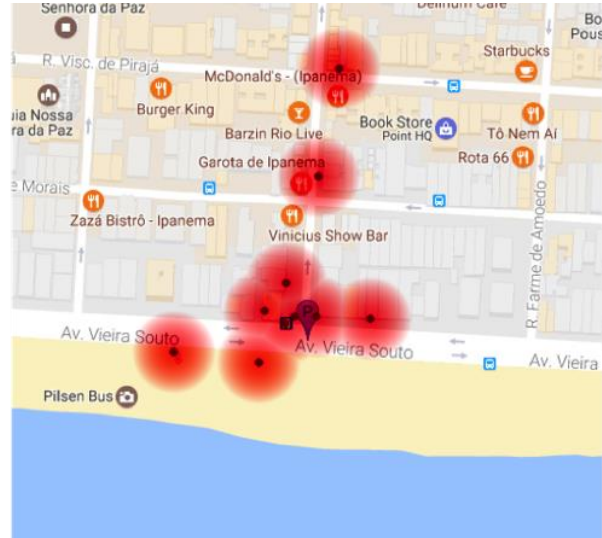 Senhora da Paz
Delirium Café
Bo
Pous
R. Visc. de Pirajá
McDonald's - (Ipanema)
Starbucks
Burger King
uia Nossa
ra da Paz
Barzin Rio Live
Book Store
Point HQ
Tô Nem Aí
Garota de Ipanema
Rota 66
e Morais
Zazá Bistrô - Ipanema
Vinicius Show Bar
R. Farme de Amoedo
Av. Vieira Souto
Av. Vieira Souto
Av. Vieira
P
Pilsen Bus